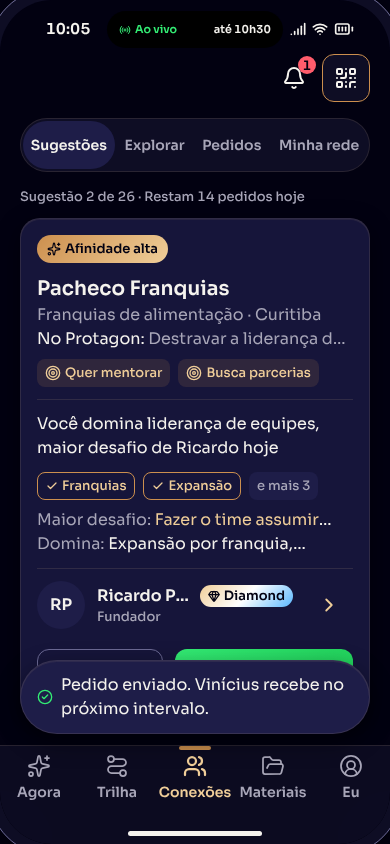 10:05
Ao vivo
até 10h30
1
Sugestões
Explorar
Pedidos
Minha rede
Sugestão 2 de 26 · Restam 14 pedidos hoje
Afinidade alta
Pacheco Franquias
Franquias de alimentação · Curitiba
No Protagon: Destravar a liderança d...
Quer mentorar
Busca parcerias
Você domina liderança de equipes,
maior desafio de Ricardo hoje
Franquias
Expansão
e mais 3
Maior desafio: Fazer o time assumir...
Domina: Expansão por franquia,...
RP
Ricardo P...
Diamond
Fundador
Pedido enviado. Vinícius recebe no
próximo intervalo.
Agora
Trilha
Conexões
Materiais
Eu